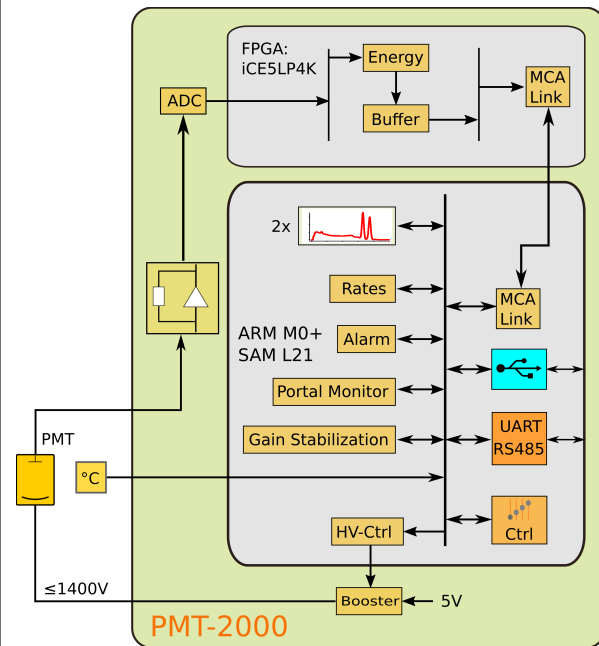 FPGA:
iCE5LP4K
Energy
MCA
Link
ADC
Buffer
2x
Rates
MCA
Link
ARM M0+
SAM L21
Alarm
Portal Monitor
UART
RS485
Gain Stabilization
PMT
°C
HV-Ctrl
Ctrl
≤1400V
Booster
5V
PMT-2000